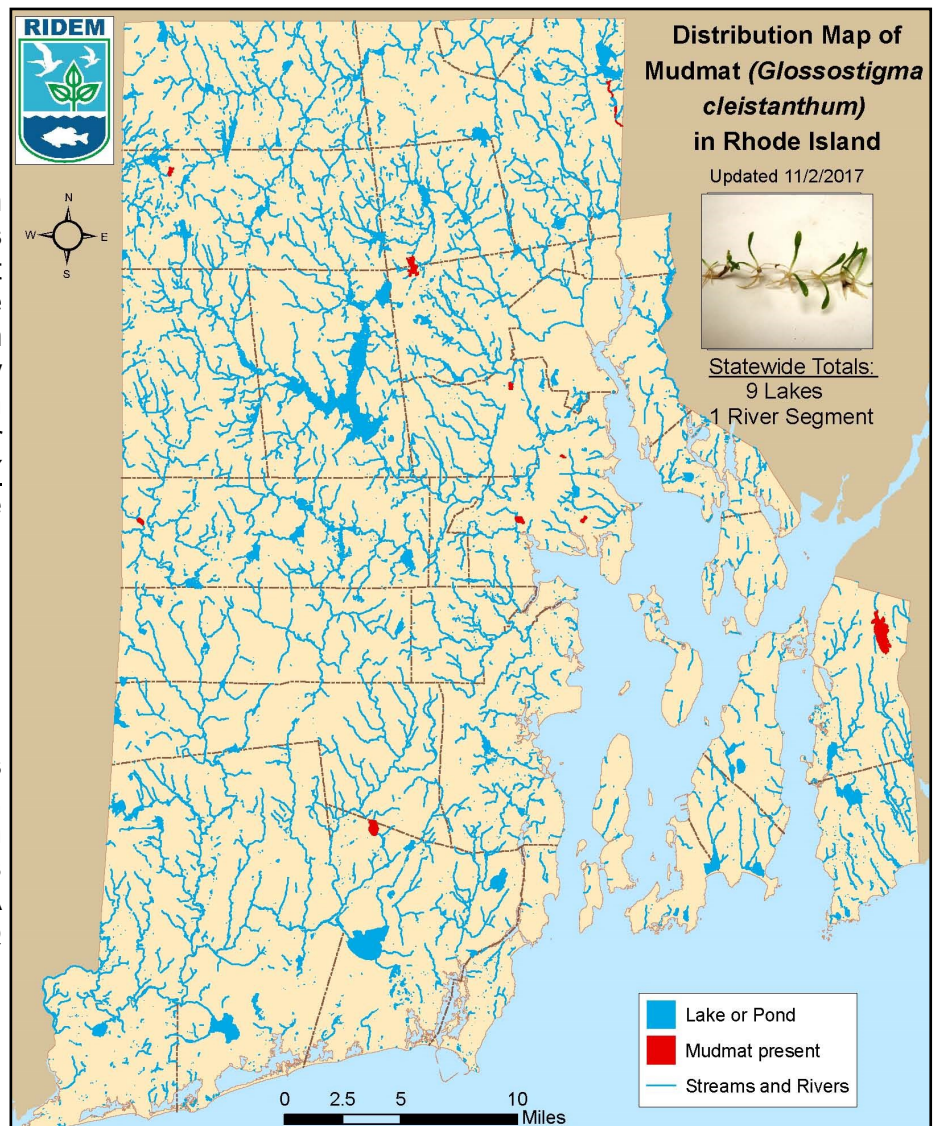 RIDEM
Distribution Map of
Mudmat (Glossostigma
cleistanthum)
in Rhode Island
Updated 11/2/2017
N
W E
S
Statewide Totals:
9 Lakes
1 River Segment
Lake or Pond
Mudmat present
Streams and Rivers
0 2.5 5 10
Miles